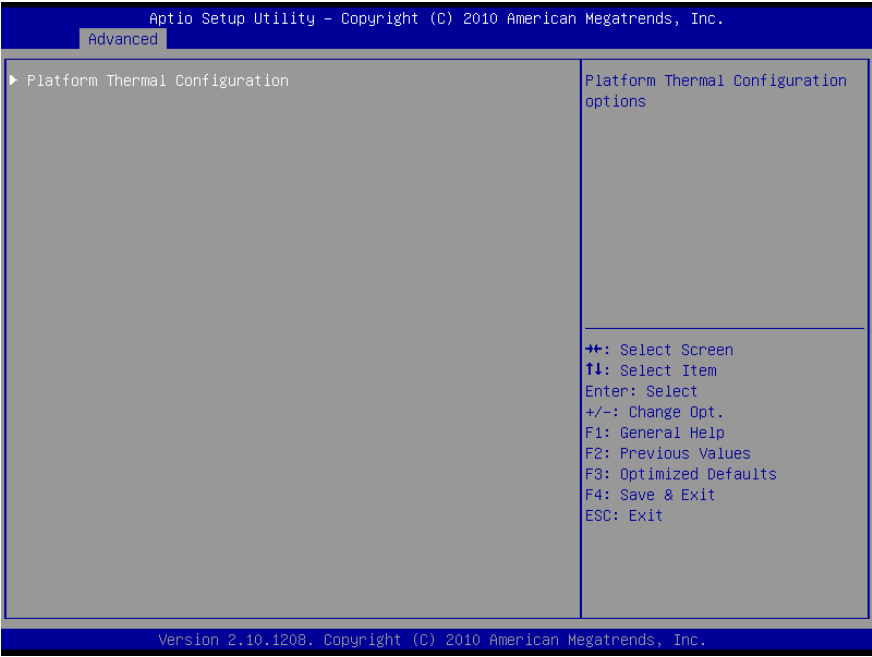 Aptio Setup Utility – Copyright (C) 2010 American Megatrends, Inc.
Advanced
▶ Platform Thermal Configuration
Platform Thermal Configuration
options
→←: Select Screen
↑↓: Select Item
Enter: Select
+/-: Change Opt.
F1: General Help
F2: Previous Values
F3: Optimized Defaults
F4: Save & Exit
ESC: Exit
Version 2.10.1208. Copyright (C) 2010 American Megatrends, Inc.